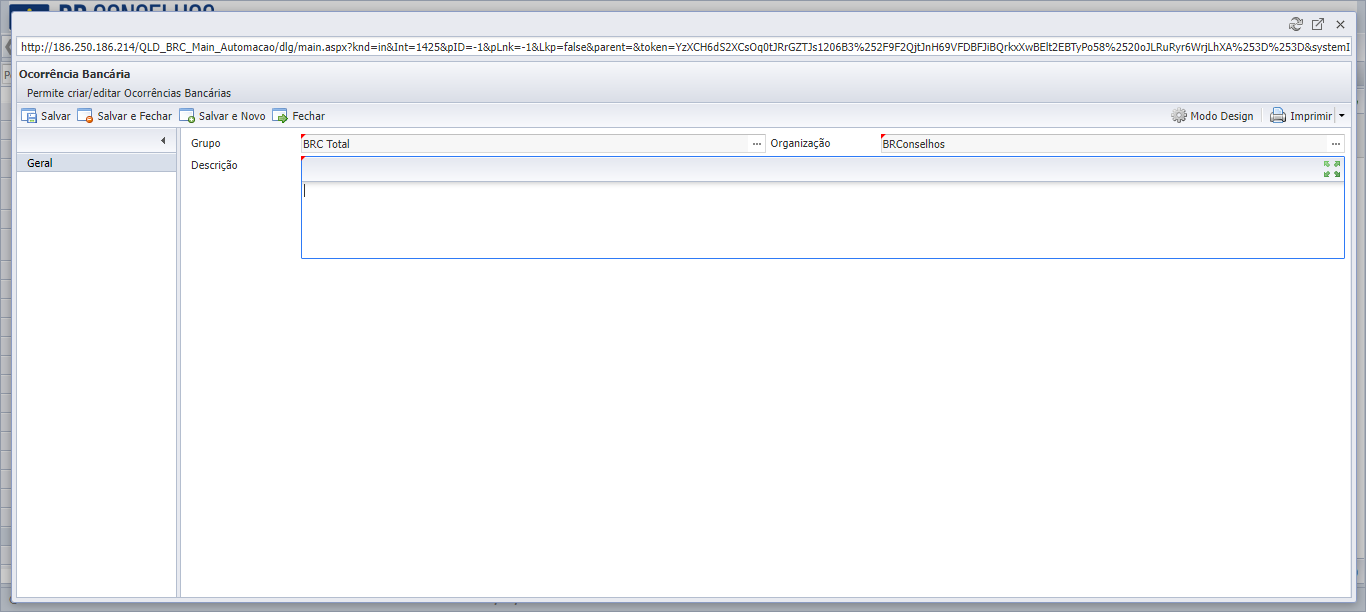 BR CONSELHOS
http://186.250.186.214/QLD_BRC_Main_Automacao/dlg/main.aspx?knd=in&Int=1425&pID=-1&pLnk=-1&Lkp=false&parent=&token=YzXCH6dS2XCsOq0tJRrGZTJs1206B3%252F9F2QjtJnH69VFDBFJiBQrkxXwBElt2EBTyPo58%2520oJLRuRyr6WrjLhXA%253D%253D&systemI
Ocorrência Bancária
Permite criar/editar Ocorrências Bancárias
Salvar Salvar e Fechar Salvar e Novo Fechar Modo Design Imprimir
Geral
Grupo BRC Total ... Organização BRConselhos ...
Descrição